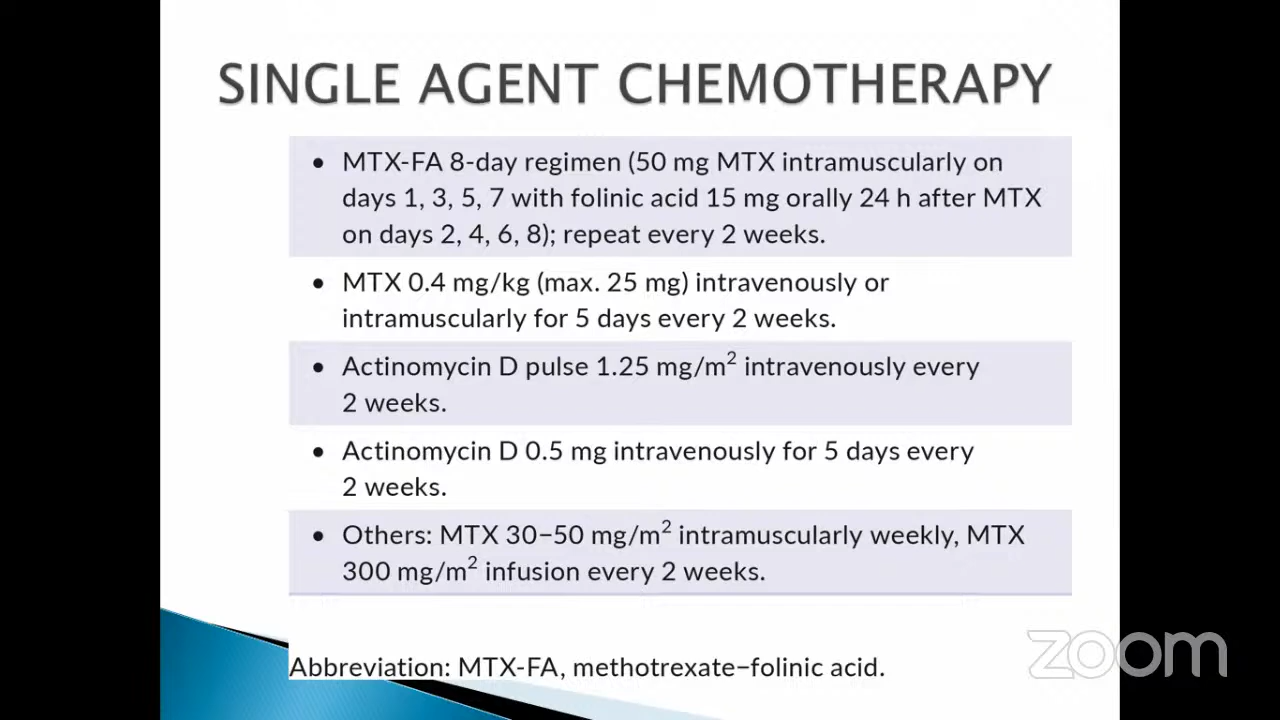 SINGLE AGENT CHEMOTHERAPY
• MTX-FA 8-day regimen (50 mg MTX intramuscularly on
days 1, 3, 5, 7 with folinic acid 15 mg orally 24 h after MTX
on days 2, 4, 6, 8); repeat every 2 weeks.
• MTX 0.4 mg/kg (max. 25 mg) intravenously or
intramuscularly for 5 days every 2 weeks.
• Actinomycin D pulse 1.25 mg/m² intravenously every
2 weeks.
• Actinomycin D 0.5 mg intravenously for 5 days every
2 weeks.
• Others: MTX 30−50 mg/m² intramuscularly weekly, MTX
300 mg/m² infusion every 2 weeks.
Abbreviation: MTX-FA, methotrexate−folinic acid.
zoom